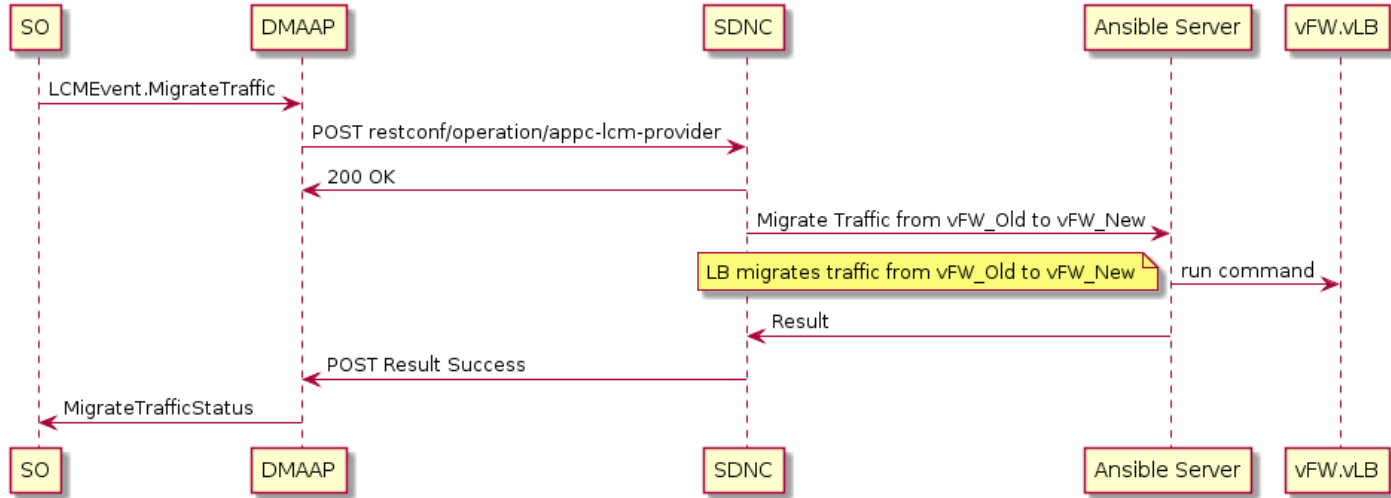 SO
DMAAP
SDNC
Ansible Server
vFW.vLB
LCMEvent.MigrateTraffic
POST restconf/operation/appc-lcm-provider
200 OK
Migrate Traffic from vFW_Old to vFW_New
LB migrates traffic from vFW_Old to vFW_New
run command
Result
POST Result Success
MigrateTrafficStatus
SO
DMAAP
SDNC
Ansible Server
vFW.vLB